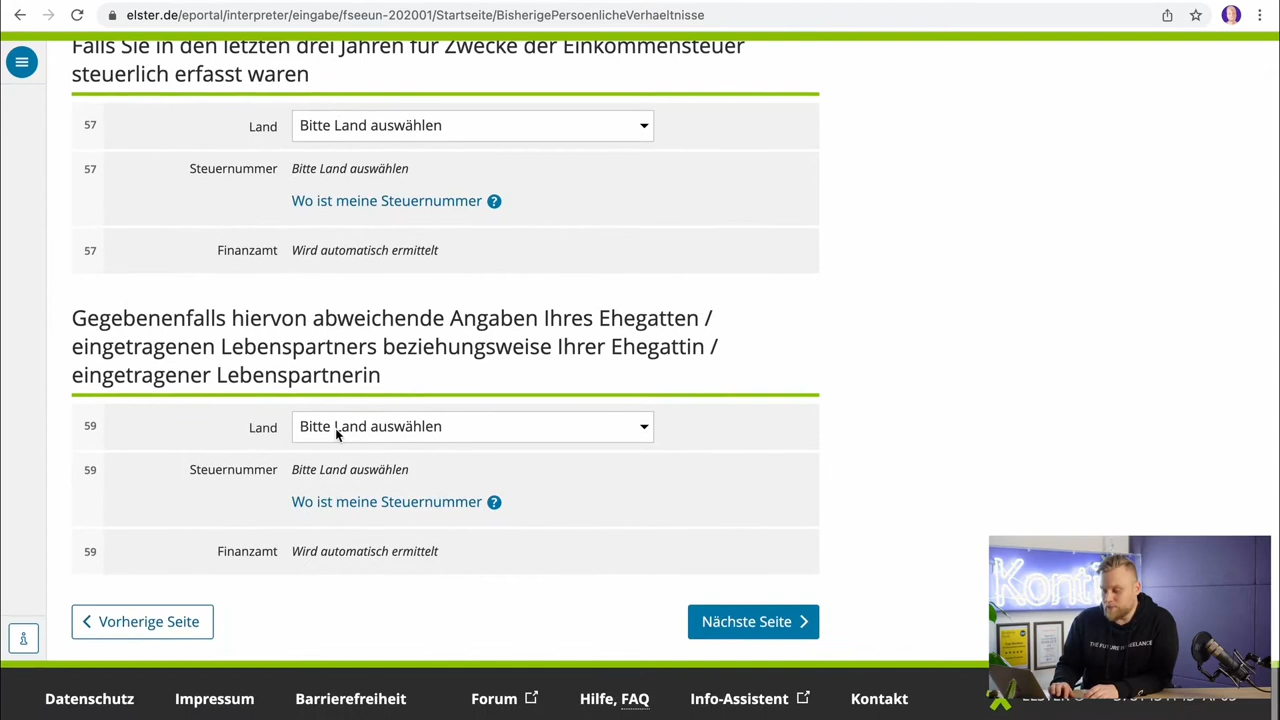 elster.de/eportal/interpreter/eingabe/fseeun-202001/Startseite/BisherigePersoenlicheVerhaeltnisse
Falls Sie in den letzten drei Jahren für Zwecke der Einkommensteuer
steuerlich erfasst waren
57 Land Bitte Land auswählen
57 Steuernummer Bitte Land auswählen
Wo ist meine Steuernummer ?
57 Finanzamt Wird automatisch ermittelt
Gegebenenfalls hiervon abweichende Angaben Ihres Ehegatten /
eingetragenen Lebenspartners beziehungsweise Ihrer Ehegattin /
eingetragener Lebenspartnerin
59 Land Bitte Land auswählen
59 Steuernummer Bitte Land auswählen
Wo ist meine Steuernummer ?
59 Finanzamt Wird automatisch ermittelt
Vorherige Seite Nächste Seite
THE FUTURE IS FREELANCE
Datenschutz Impressum Barrierefreiheit Forum Hilfe, FAQ Info-Assistent Kontakt